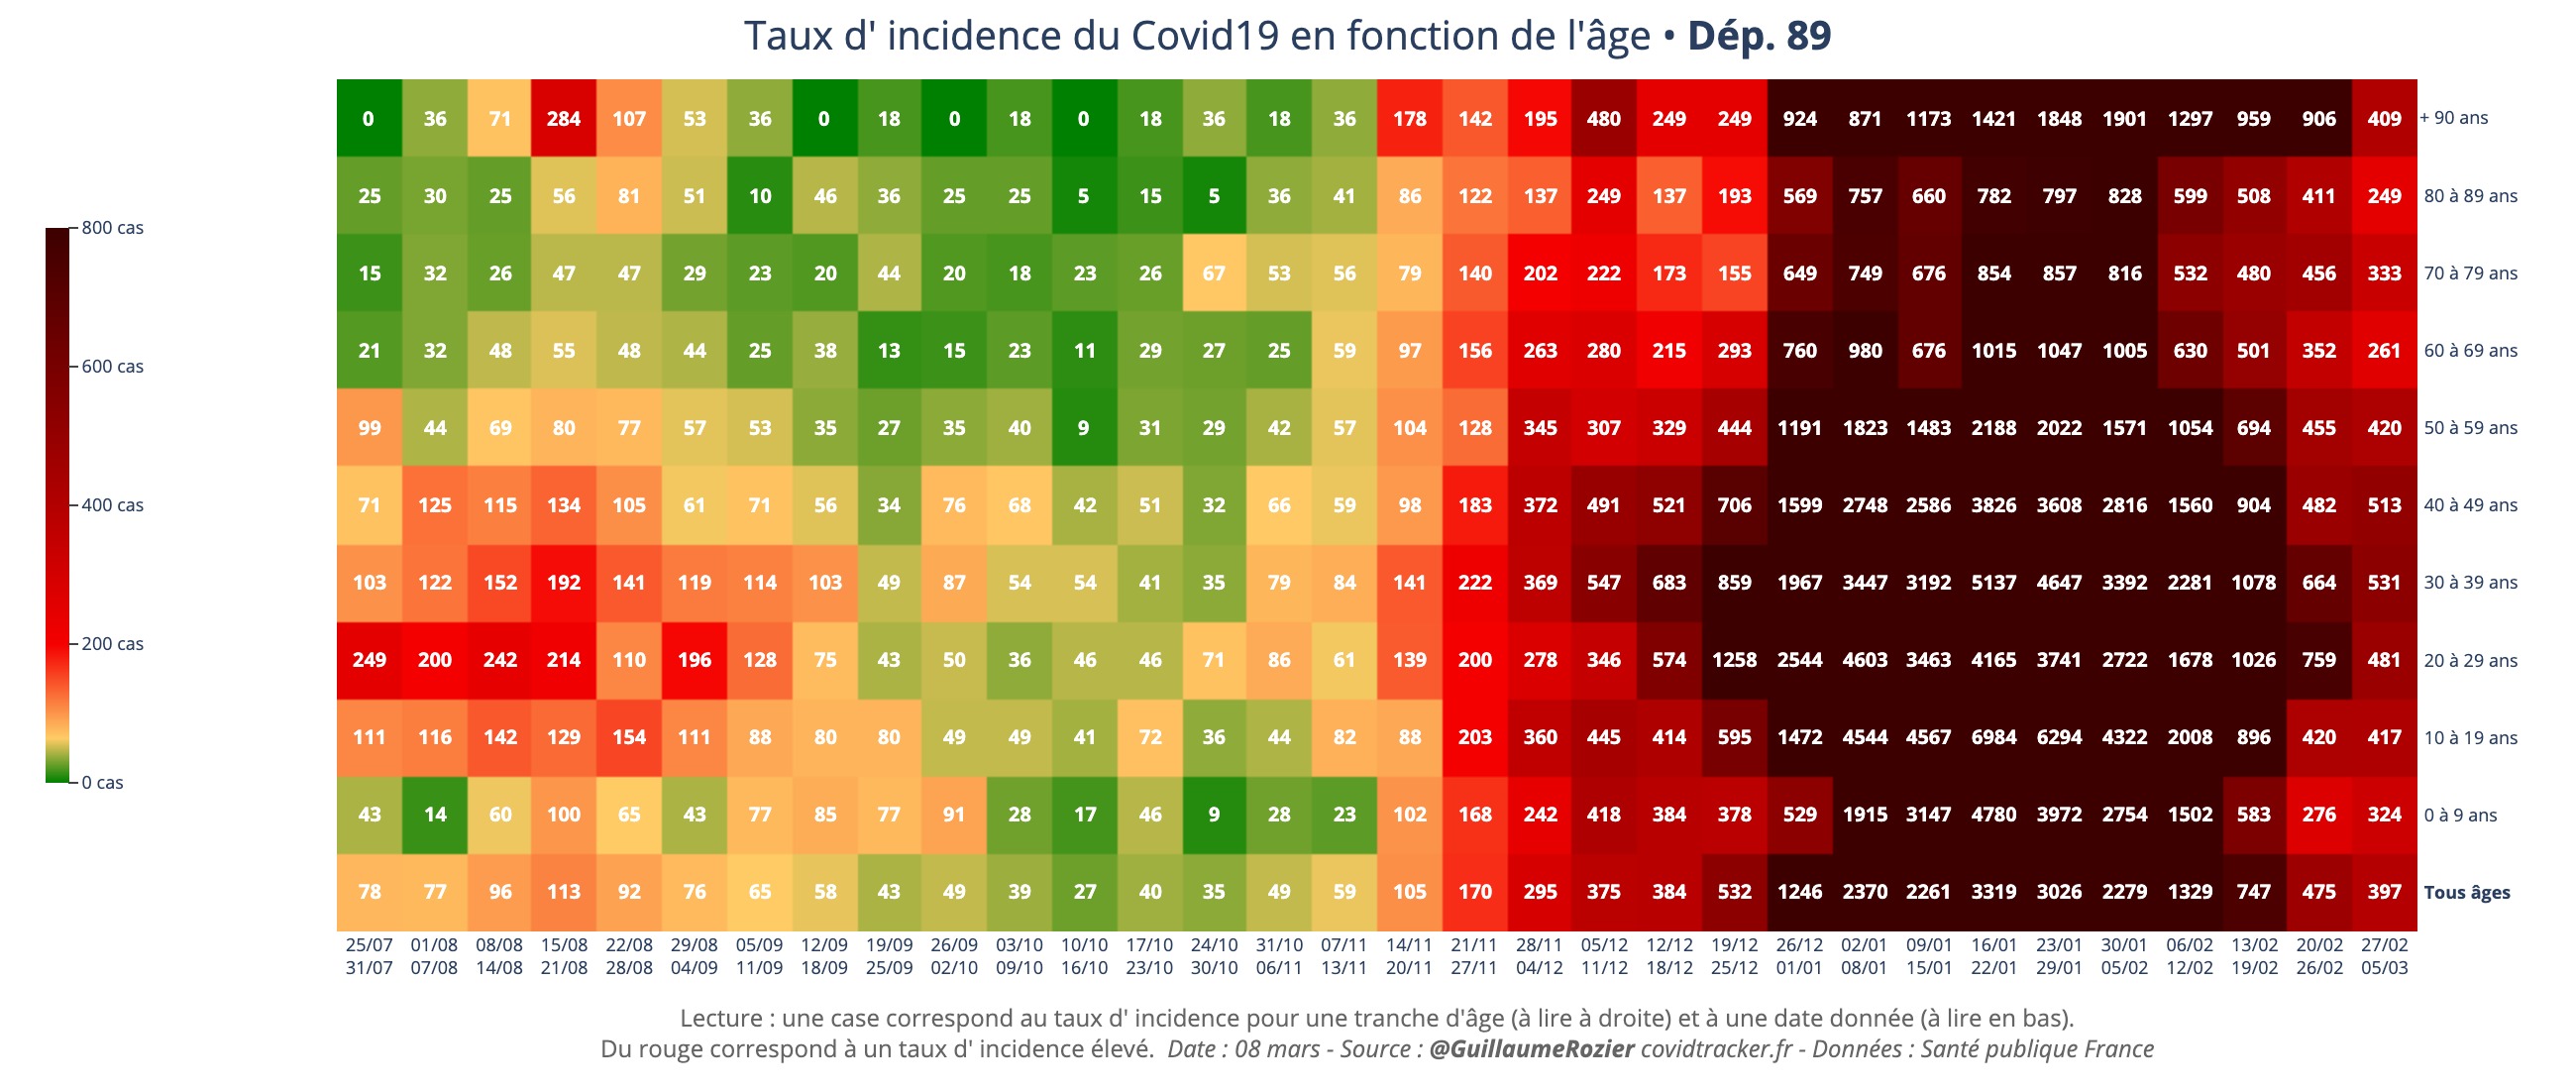 Taux d' incidence du Covid19 en fonction de l'âge • Dép. 89
800 cas
600 cas
400 cas
200 cas
0 cas
0 36 71 284 107 53 36 0 18 0 18 0 18 36 18 36 178 142 195 480 249 249 924 871 1173 1421 1848 1901 1297 959 906 409 + 90 ans
25 30 25 56 81 51 10 46 36 25 25 5 15 5 36 41 86 122 137 249 137 193 569 757 660 782 797 828 599 508 411 249 80 à 89 ans
15 32 26 47 47 29 23 20 44 20 18 23 26 67 53 56 79 140 202 222 173 155 649 749 676 854 857 816 532 480 456 333 70 à 79 ans
21 32 48 55 48 44 25 38 13 15 23 11 29 27 25 59 97 156 263 280 215 293 760 980 676 1015 1047 1005 630 501 352 261 60 à 69 ans
99 44 69 80 77 57 53 35 27 35 40 9 31 29 42 57 104 128 345 307 329 444 1191 1823 1483 2188 2022 1571 1054 694 455 420 50 à 59 ans
71 125 115 134 105 61 71 56 34 76 68 42 51 32 66 59 98 183 372 491 521 706 1599 2748 2586 3826 3608 2816 1560 904 482 513 40 à 49 ans
103 122 152 192 141 119 114 103 49 87 54 54 41 35 79 84 141 222 369 547 683 859 1967 3447 3192 5137 4647 3392 2281 1078 664 531 30 à 39 ans
249 200 242 214 110 196 128 75 43 50 36 46 46 71 86 61 139 200 278 346 574 1258 2544 4603 3463 4165 3741 2722 1678 1026 759 481 20 à 29 ans
111 116 142 129 154 111 88 80 80 49 49 41 72 36 44 82 88 203 360 445 414 595 1472 4544 4567 6984 6294 4322 2008 896 420 417 10 à 19 ans
43 14 60 100 65 43 77 85 77 91 28 17 46 9 28 23 102 168 242 418 384 378 529 1915 3147 4780 3972 2754 1502 583 276 324 0 à 9 ans
78 77 96 113 92 76 65 58 43 49 39 27 40 35 49 59 105 170 295 375 384 532 1246 2370 2261 3319 3026 2279 1329 747 475 397 Tous âges
25/07 01/08 08/08 15/08 22/08 29/08 05/09 12/09 19/09 26/09 03/10 10/10 17/10 24/10 31/10 07/11 14/11 21/11 28/11 05/12 12/12 19/12 26/12 02/01 09/01 16/01 23/01 30/01 06/02 13/02 20/02 27/02
31/07 07/08 14/08 21/08 28/08 04/09 11/09 18/09 25/09 02/10 09/10 16/10 23/10 30/10 06/11 13/11 20/11 27/11 04/12 11/12 18/12 25/12 01/01 08/01 15/01 22/01 29/01 05/02 12/02 19/02 26/02 05/03
Lecture : une case correspond au taux d' incidence pour une tranche d'âge (à lire à droite) et à une date donnée (à lire en bas).
Du rouge correspond à un taux d' incidence élevé. Date : 08 mars - Source : @GuillaumeRozier covidtracker.fr - Données : Santé publique France